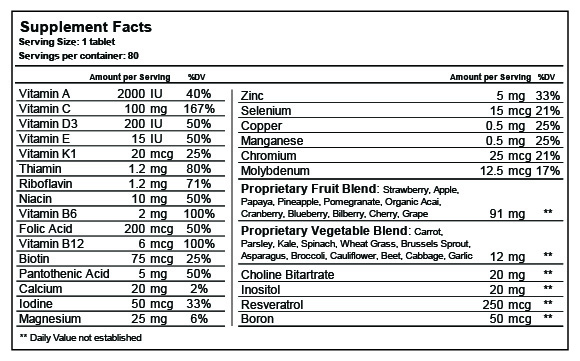 Supplement Facts
Serving Size: 1 tablet
Servings per container: 80
Amount per Serving %DV
Vitamin A 2000 IU 40%
Vitamin C 100 mg 167%
Vitamin D3 200 IU 50%
Vitamin E 15 IU 50%
Vitamin K1 20 mcg 25%
Thiamin 1.2 mg 80%
Riboflavin 1.2 mg 71%
Niacin 10 mg 50%
Vitamin B6 2 mg 100%
Folic Acid 200 mcg 50%
Vitamin B12 6 mcg 100%
Biotin 75 mcg 25%
Pantothenic Acid 5 mg 50%
Calcium 20 mg 2%
Iodine 50 mcg 33%
Magnesium 25 mg 6%
Amount per Serving %DV
Zinc 5 mg 33%
Selenium 15 mcg 21%
Copper 0.5 mg 25%
Manganese 0.5 mg 25%
Chromium 25 mcg 21%
Molybdenum 12.5 mcg 17%
Proprietary Fruit Blend: Strawberry, Apple,
Papaya, Pineapple, Pomegranate, Organic Acai,
Cranberry, Blueberry, Bilberry, Cherry, Grape 91 mg **
Proprietary Vegetable Blend: Carrot,
Parsley, Kale, Spinach, Wheat Grass, Brussels Sprout,
Asparagus, Broccoli, Cauliflower, Beet, Cabbage, Garlic 12 mg **
Choline Bitartrate 20 mg **
Inositol 20 mg **
Resveratrol 250 mcg **
Boron 50 mcg **
** Daily Value not established